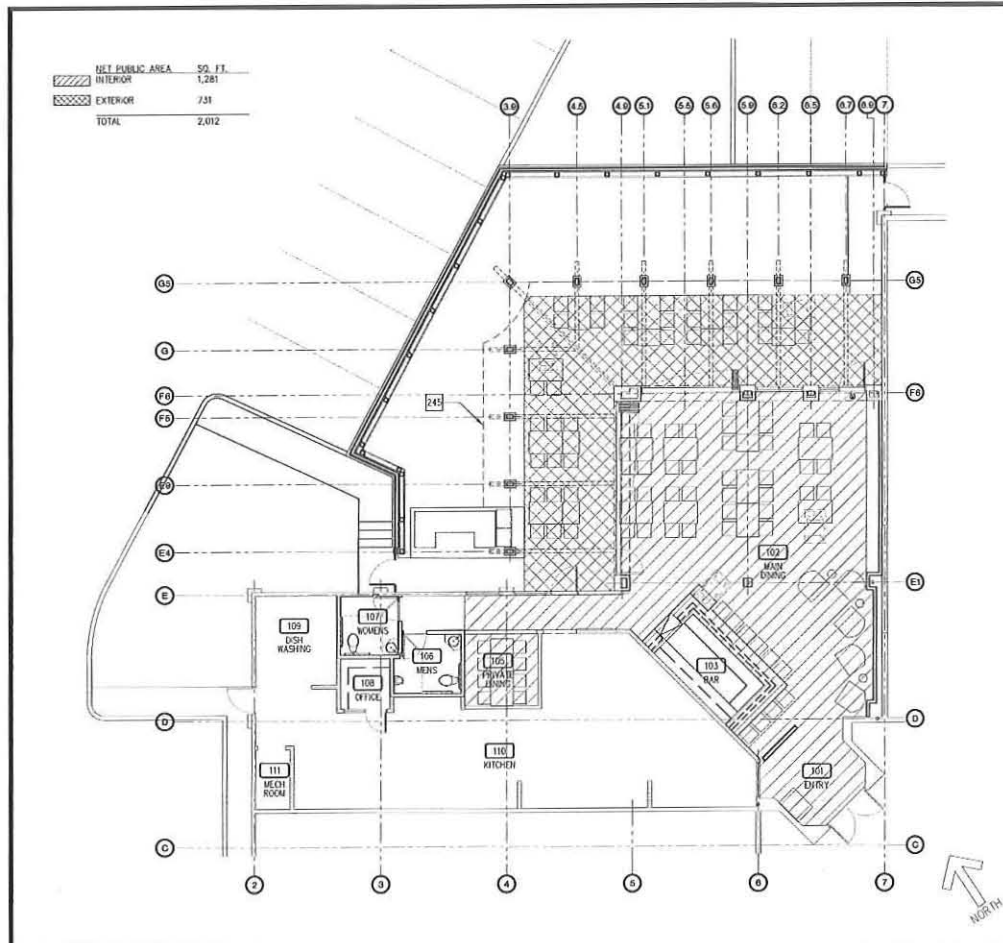 NET PUBLIC AREA SQ. FT.
INTERIOR 1,281
EXTERIOR 731
TOTAL 2,012
3.9 4.5 4.9 5.1 5.5 5.6 5.9 6.2 6.5 6.7 6.9 7
G5 G5
G
F6 F6
F5
245
E9
E4
E E1
102
MAIN
DINING
109
DISH
WASHING
107
WOMENS
106
MENS
105
PRIVATE
DINING
103
BAR
108
OFFICE
D D
110
KITCHEN
111
MECH
ROOM
101
ENTRY
C C
2 3 4 5 6 7
NORTH